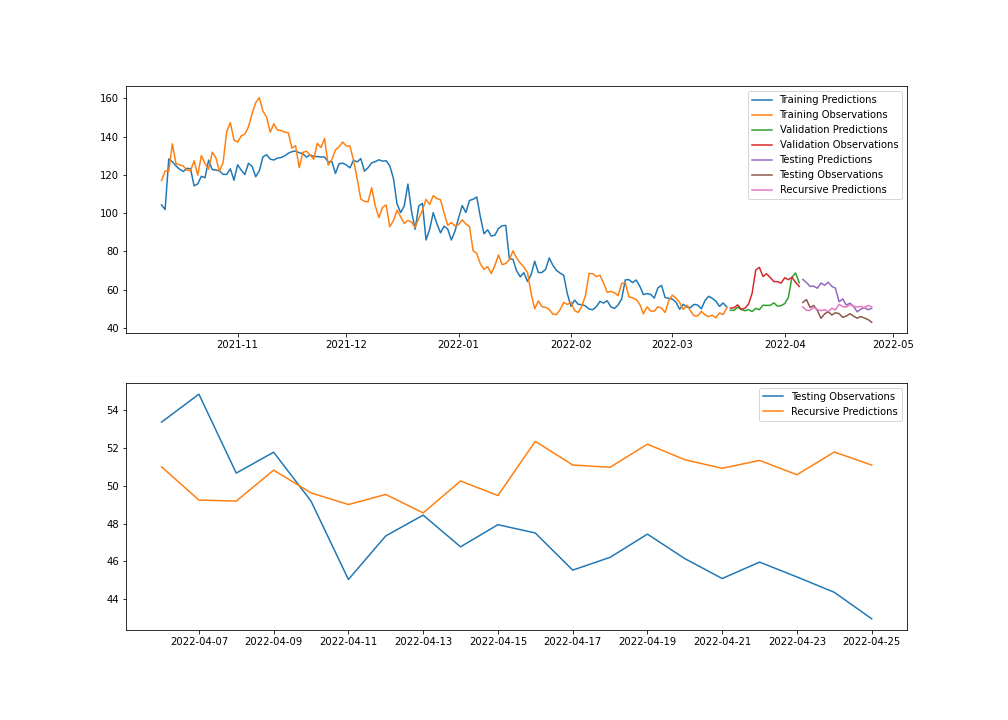 160
140
120
100
80
60
40
Training Predictions
Training Observations
Validation Predictions
Validation Observations
Testing Predictions
Testing Observations
Recursive Predictions
2021-11 2021-12 2022-01 2022-02 2022-03 2022-04 2022-05
54
52
50
48
46
44
Testing Observations
Recursive Predictions
2022-04-07 2022-04-09 2022-04-11 2022-04-13 2022-04-15 2022-04-17 2022-04-19 2022-04-21 2022-04-23 2022-04-25